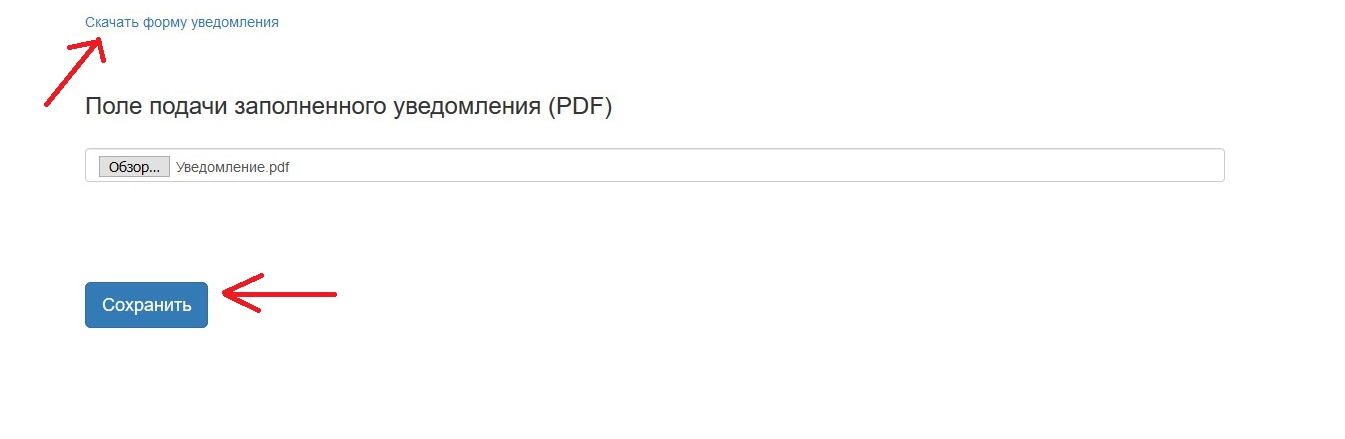 Скачать форму уведомления
Поле подачи заполненного уведомления (PDF)
Обзор... Уведомление.pdf
Сохранить